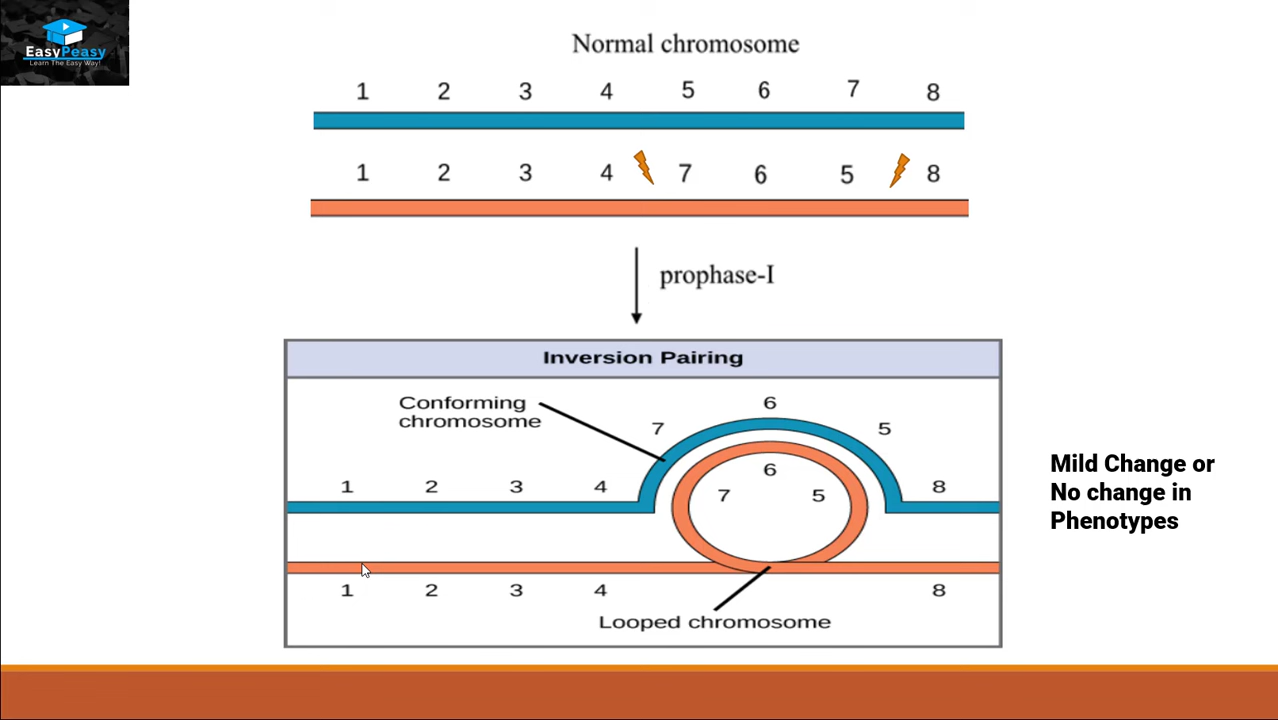 EasyPeasy
Learn The Easy Way!
Normal chromosome
1 2 3 4 5 6 7 8
1 2 3 4 7 6 5 8
prophase-I
Inversion Pairing
Conforming
chromosome
7 6 5
1 2 3 4 8
7 6 5
1 2 3 4 8
Looped chromosome
Mild Change or
No change in
Phenotypes